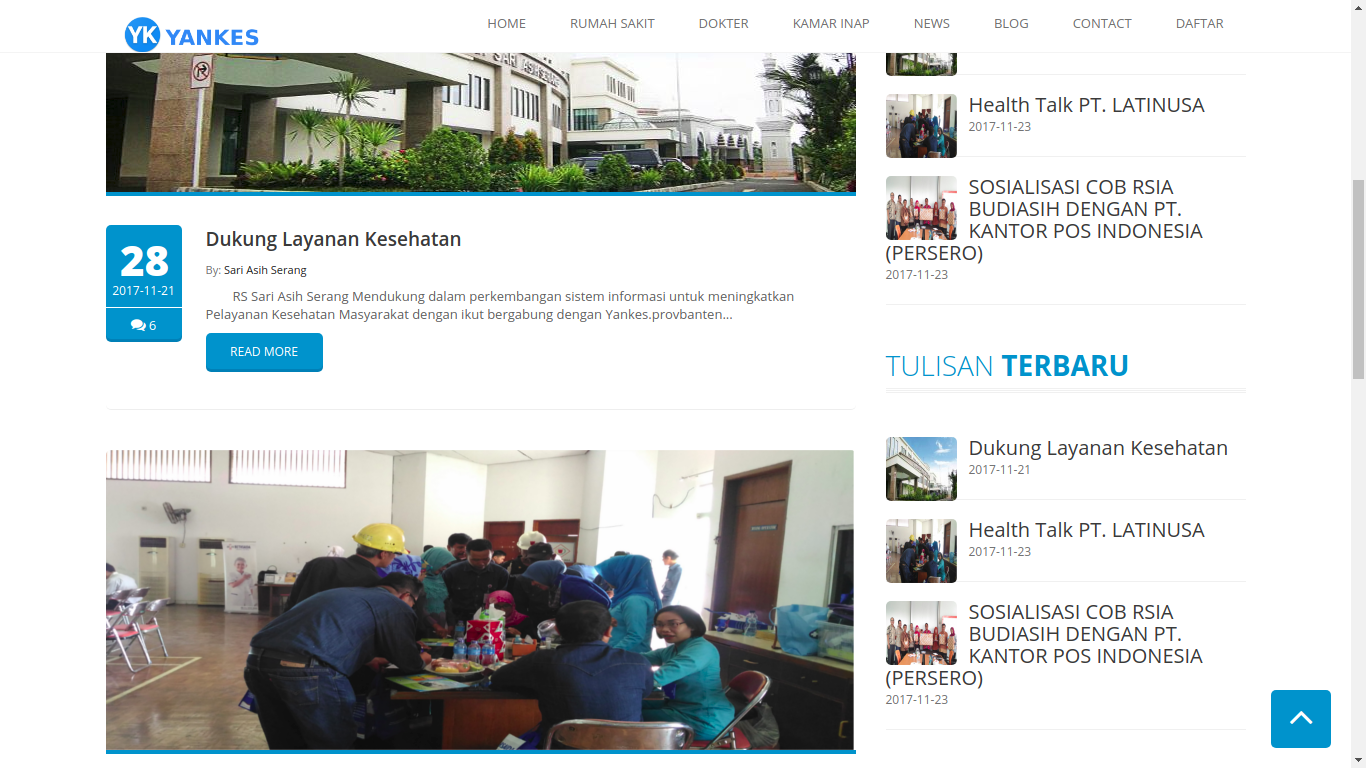 YK YANKES
HOME
RUMAH SAKIT
DOKTER
KAMAR INAP
NEWS
BLOG
CONTACT
DAFTAR
SARI ASIH SERANG
28
2017-11-21
6
Dukung Layanan Kesehatan
By: Sari Asih Serang
RS Sari Asih Serang Mendukung dalam perkembangan sistem informasi untuk meningkatkan
Pelayanan Kesehatan Masyarakat dengan ikut bergabung dengan Yankes.provbanten...
READ MORE
Health Talk PT. LATINUSA
2017-11-23
SOSIALISASI COB RSIA
BUDIASIH DENGAN PT.
KANTOR POS INDONESIA
(PERSERO)
2017-11-23
TULISAN TERBARU
Dukung Layanan Kesehatan
2017-11-21
Health Talk PT. LATINUSA
2017-11-23
SOSIALISASI COB RSIA
BUDIASIH DENGAN PT.
KANTOR POS INDONESIA
(PERSERO)
2017-11-23